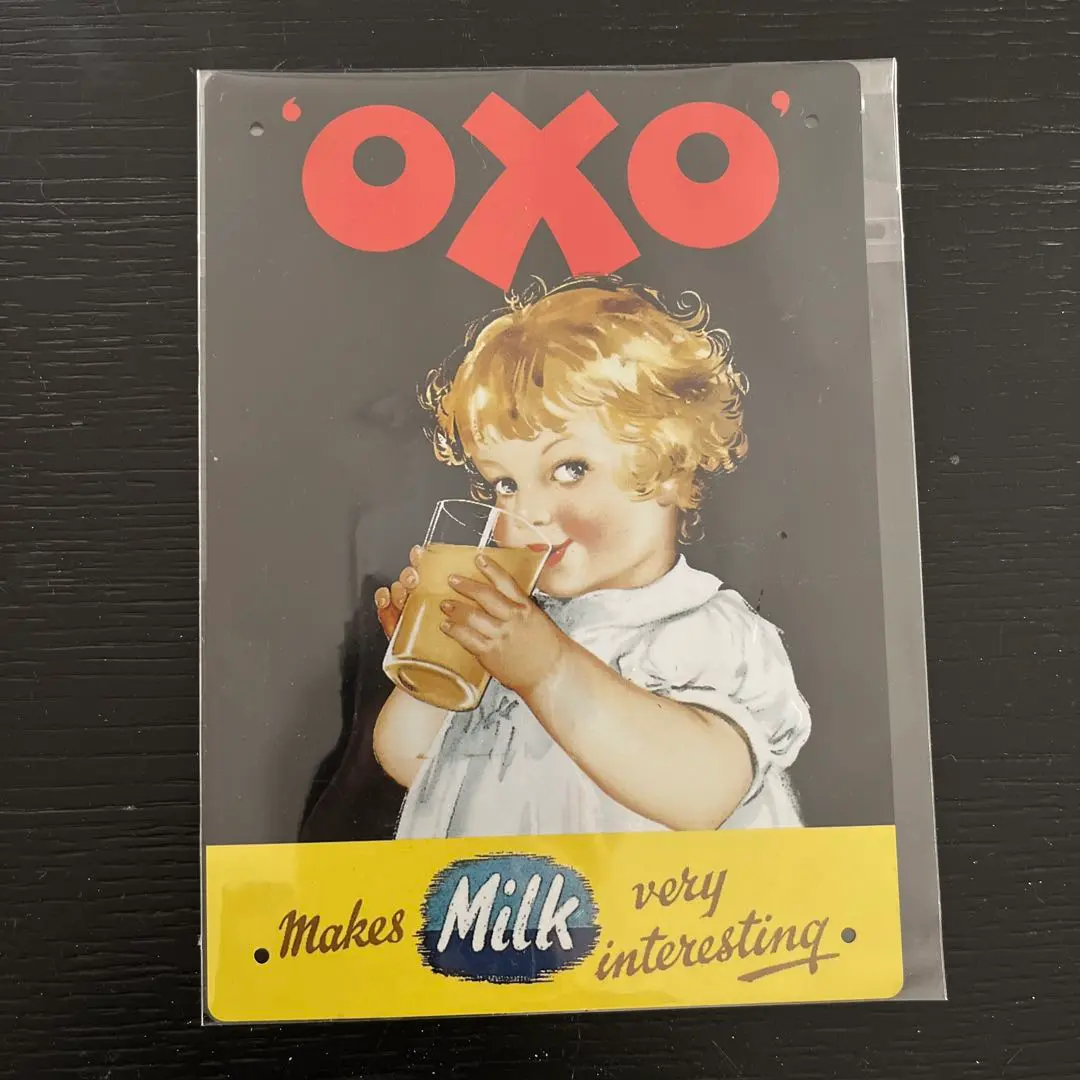 'OXO'
Makes Milk very
interesting